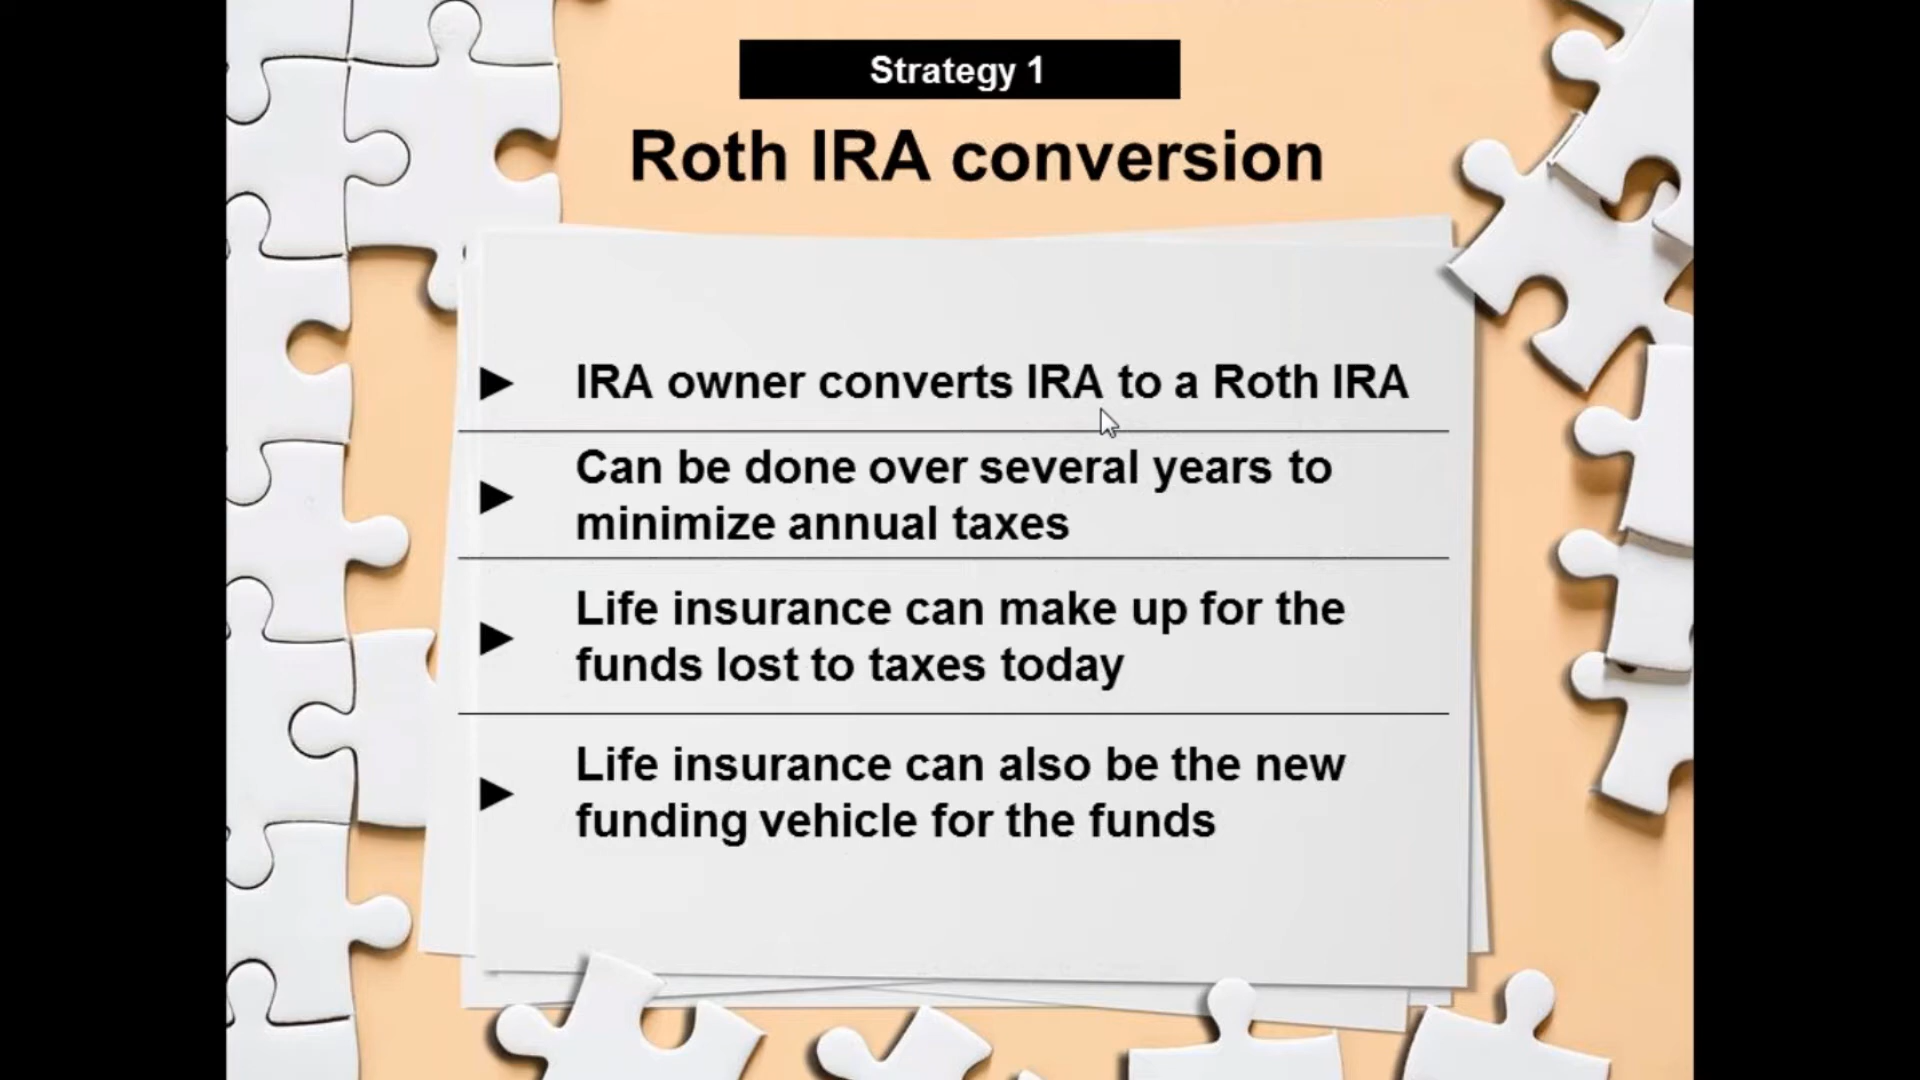 Strategy 1
Roth IRA conversion
IRA owner converts IRA to a Roth IRA
Can be done over several years to
minimize annual taxes
Life insurance can make up for the
funds lost to taxes today
Life insurance can also be the new
funding vehicle for the funds